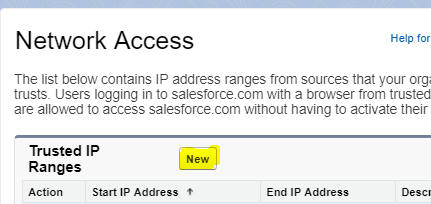 Network Access
Help for
The list below contains IP address ranges from sources that your orga
trusts. Users logging in to salesforce.com with a browser from trusted
are allowed to access salesforce.com without having to activate their
Trusted IP
Ranges
New
Action Start IP Address ↑ End IP Address Descr